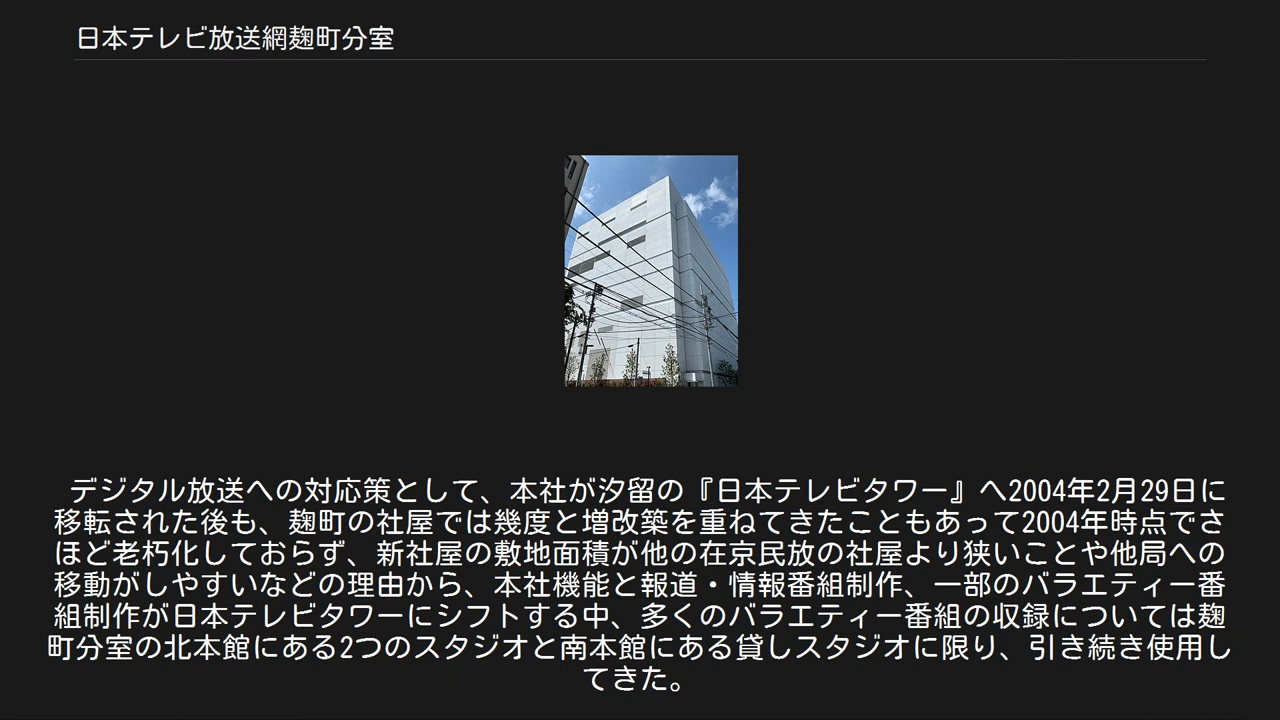 日本テレビ放送網麹町分室
デジタル放送への対応策として、本社が汐留の『日本テレビタワー』へ2004年2月29日に
移転された後も、麹町の社屋では幾度と増改築を重ねてきたこともあって2004年時点でさ
ほど老朽化しておらず、新社屋の敷地面積が他の在京民放の社屋より狭いことや他局への
移動がしやすいなどの理由から、本社機能と報道・情報番組制作、一部のバラエティー番
組制作が日本テレビタワーにシフトする中、多くのバラエティー番組の収録については麹
町分室の北本館にある2つのスタジオと南本館にある貸しスタジオに限り、引き続き使用し
てきた。